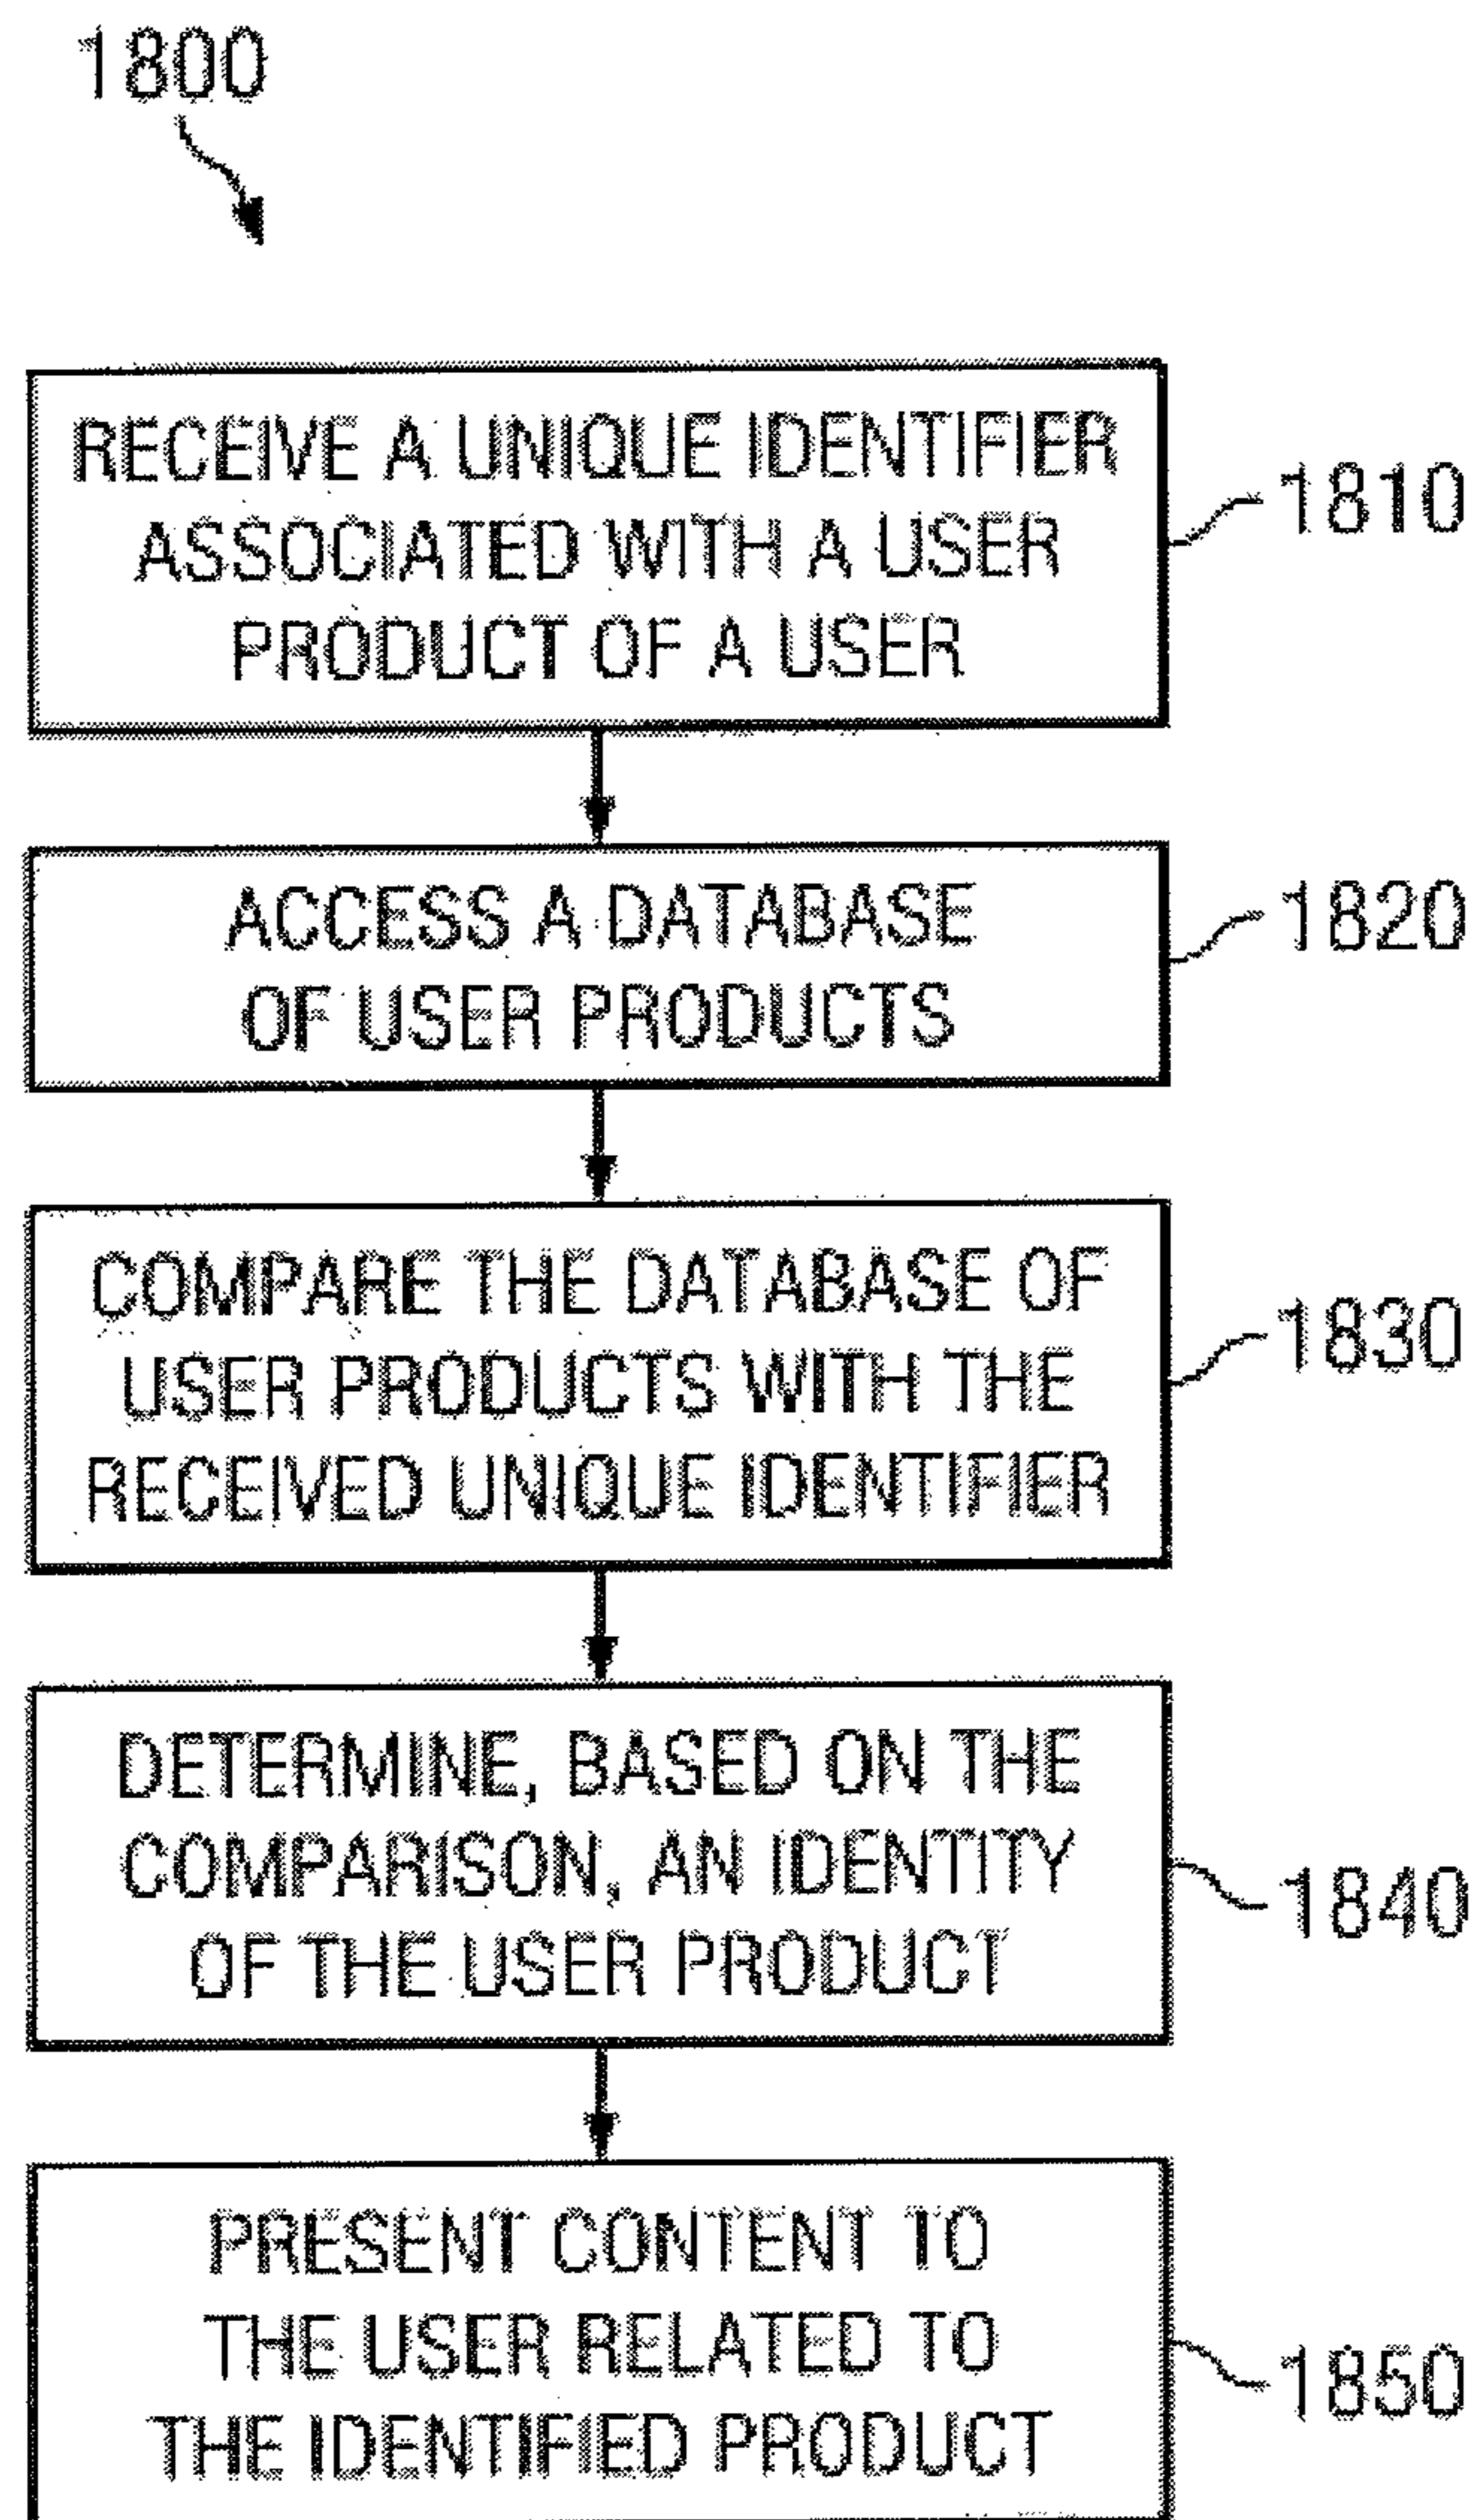 1800
RECEIVE A UNIQUE IDENTIFIER
ASSOCIATED WITH A USER
PRODUCT OF A USER
1810
ACCESS A DATABASE
OF USER PRODUCTS
1820
COMPARE THE DATABASE OF
USER PRODUCTS WITH THE
RECEIVED UNIQUE IDENTIFIER
1830
DETERMINE, BASED ON THE
COMPARISON, AN IDENTITY
OF THE USER PRODUCT
1840
PRESENT CONTENT TO
THE USER RELATED TO
THE IDENTIFIED PRODUCT
1850